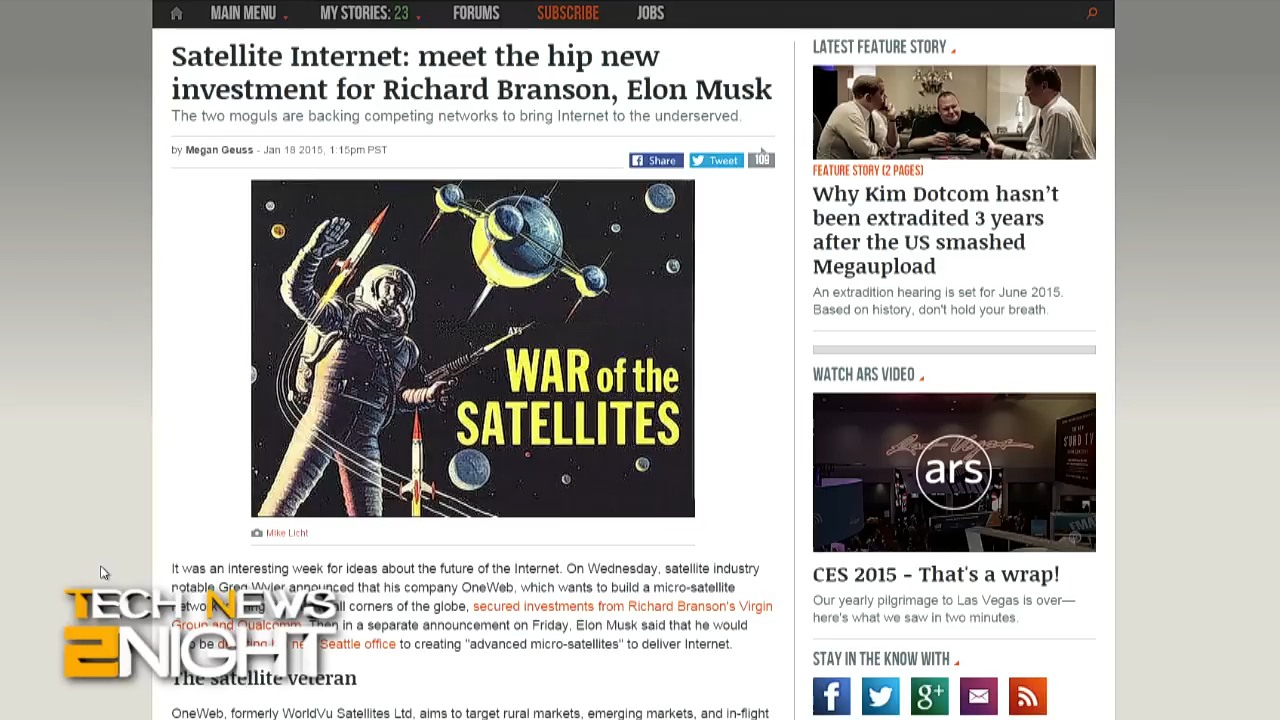 MAIN MENU
MY STORIES: 23
FORUMS
SUBSCRIBE
JOBS
Satellite Internet: meet the hip new
investment for Richard Branson, Elon Musk
The two moguls are backing competing networks to bring Internet to the underserved.
by Megan Geuss - Jan 18 2015, 1:15pm PST
Share
Tweet
109
WAR of the
SATELLITES
Mike Licht
It was an interesting week for ideas about the future of the Internet. On Wednesday, satellite industry
notable Greg Wyler announced that his company OneWeb, which wants to build a micro-satellite
corners of the globe, secured investments from Richard Branson's Virgin
Group and Qualcomm. Then in a separate announcement on Friday, Elon Musk said that he would
be Seattle office to creating "advanced micro-satellites" to deliver Internet.
The satellite veteran
OneWeb, formerly WorldVu Satellites Ltd, aims to target rural markets, emerging markets, and in-flight
LATEST FEATURE STORY
FEATURE STORY (2 PAGES)
Why Kim Dotcom hasn't
been extradited 3 years
after the US smashed
Megaupload
An extradition hearing is set for June 2015.
Based on history, don't hold your breath.
WATCH ARS VIDEO
ars
CES 2015 - That's a wrap!
Our yearly pilgrimage to Las Vegas is over—
here's what we saw in two minutes.
STAY IN THE KNOW WITH
TECH NEWS
2NIGHT